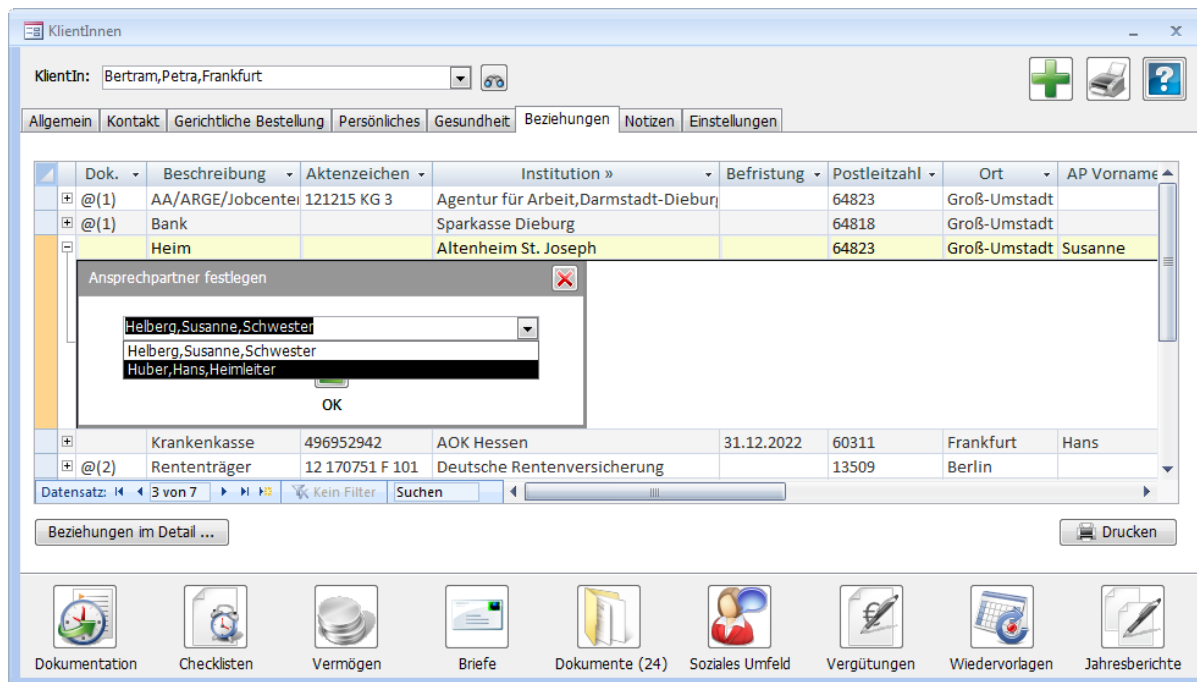 KlientInnen
KlientIn: Bertram,Petra,Frankfurt
Allgemein Kontakt Gerichtliche Bestellung Persönliches Gesundheit Beziehungen Notizen Einstellungen
Dok. Beschreibung Aktenzeichen Institution » Befristung Postleitzahl Ort AP Vorname
@(1) AA/ARGE/Jobcenter 121215 KG 3 Agentur für Arbeit,Darmstadt-Dieburg 64823 Groß-Umstadt
@(1) Bank Sparkasse Dieburg 64818 Groß-Umstadt
Heim Altenheim St. Joseph 64823 Groß-Umstadt Susanne
Ansprechpartner festlegen
Helberg,Susanne,Schwester
Helberg,Susanne,Schwester
Huber,Hans,Heimleiter
OK
Krankenkasse 496952942 AOK Hessen 31.12.2022 60311 Frankfurt Hans
@(2) Rententräger 12 170751 F 101 Deutsche Rentenversicherung 13509 Berlin
Datensatz: 3 von 7 Kein Filter Suchen
Beziehungen im Detail ... Drucken
Dokumentation Checklisten Vermögen Briefe Dokumente (24) Soziales Umfeld Vergütungen Wiedervorlagen Jahresberichte